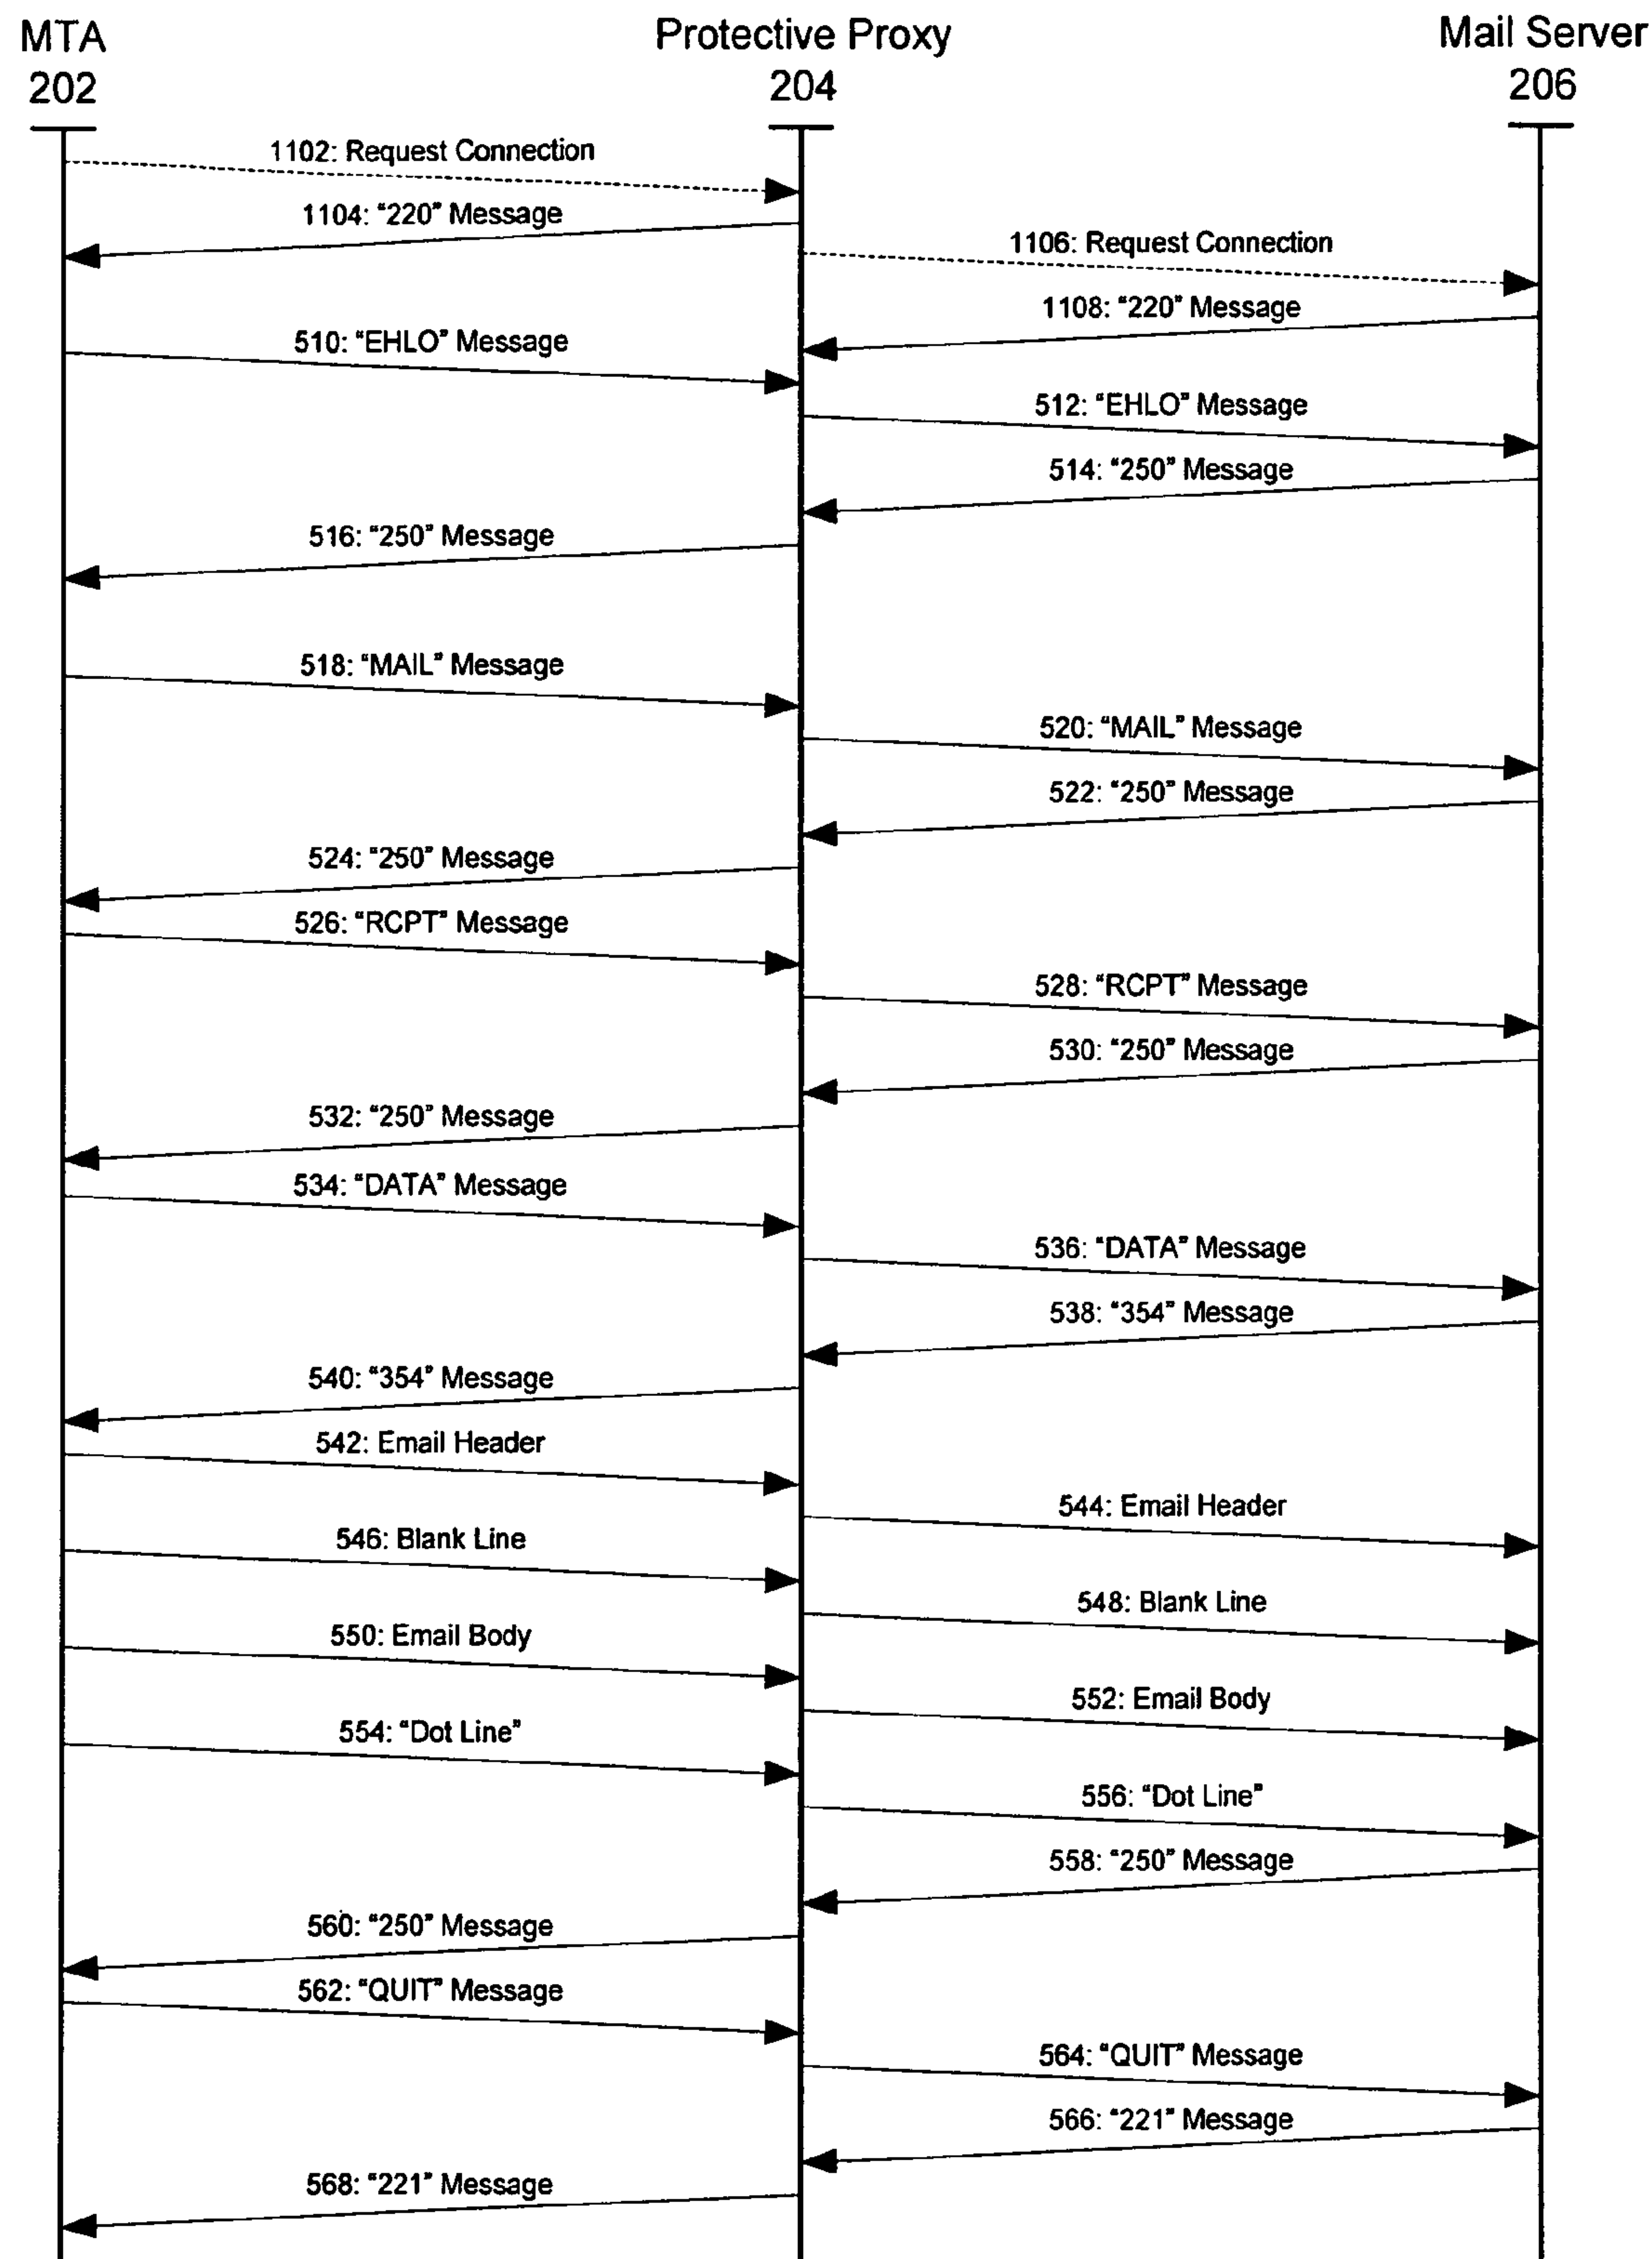 MTA
202
Protective Proxy
204
Mail Server
206
1102: Request Connection
1104: "220" Message
1106: Request Connection
1108: "220" Message
510: "EHLO" Message
512: "EHLO" Message
514: "250" Message
516: "250" Message
518: "MAIL" Message
520: "MAIL" Message
522: "250" Message
524: "250" Message
526: "RCPT" Message
528: "RCPT" Message
530: "250" Message
532: "250" Message
534: "DATA" Message
536: "DATA" Message
538: "354" Message
540: "354" Message
542: Email Header
544: Email Header
546: Blank Line
548: Blank Line
550: Email Body
552: Email Body
554: "Dot Line"
556: "Dot Line"
558: "250" Message
560: "250" Message
562: "QUIT" Message
564: "QUIT" Message
566: "221" Message
568: "221" Message